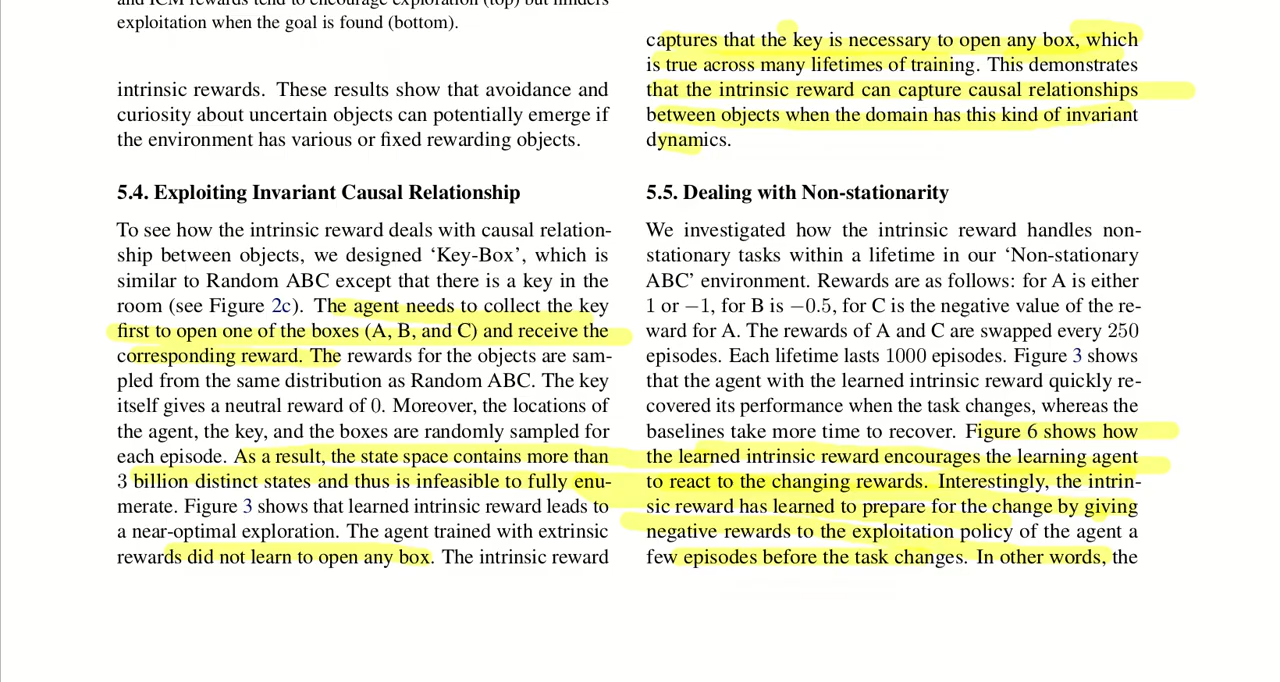 and ICM rewards tend to encourage exploration (top) but hinders
exploitation when the goal is found (bottom).
intrinsic rewards. These results show that avoidance and
curiosity about uncertain objects can potentially emerge if
the environment has various or fixed rewarding objects.
5.4. Exploiting Invariant Causal Relationship
To see how the intrinsic reward deals with causal relation-
ship between objects, we designed ‘Key-Box’, which is
similar to Random ABC except that there is a key in the
room (see Figure 2c). The agent needs to collect the key
first to open one of the boxes (A, B, and C) and receive the
corresponding reward. The rewards for the objects are sam-
pled from the same distribution as Random ABC. The key
itself gives a neutral reward of 0. Moreover, the locations of
the agent, the key, and the boxes are randomly sampled for
each episode. As a result, the state space contains more than
3 billion distinct states and thus is infeasible to fully enu-
merate. Figure 3 shows that learned intrinsic reward leads to
a near-optimal exploration. The agent trained with extrinsic
rewards did not learn to open any box. The intrinsic reward
captures that the key is necessary to open any box, which
is true across many lifetimes of training. This demonstrates
that the intrinsic reward can capture causal relationships
between objects when the domain has this kind of invariant
dynamics.
5.5. Dealing with Non-stationarity
We investigated how the intrinsic reward handles non-
stationary tasks within a lifetime in our ‘Non-stationary
ABC’ environment. Rewards are as follows: for A is either
1 or −1, for B is −0.5, for C is the negative value of the re-
ward for A. The rewards of A and C are swapped every 250
episodes. Each lifetime lasts 1000 episodes. Figure 3 shows
that the agent with the learned intrinsic reward quickly re-
covered its performance when the task changes, whereas the
baselines take more time to recover. Figure 6 shows how
the learned intrinsic reward encourages the learning agent
to react to the changing rewards. Interestingly, the intrin-
sic reward has learned to prepare for the change by giving
negative rewards to the exploitation policy of the agent a
few episodes before the task changes. In other words, the